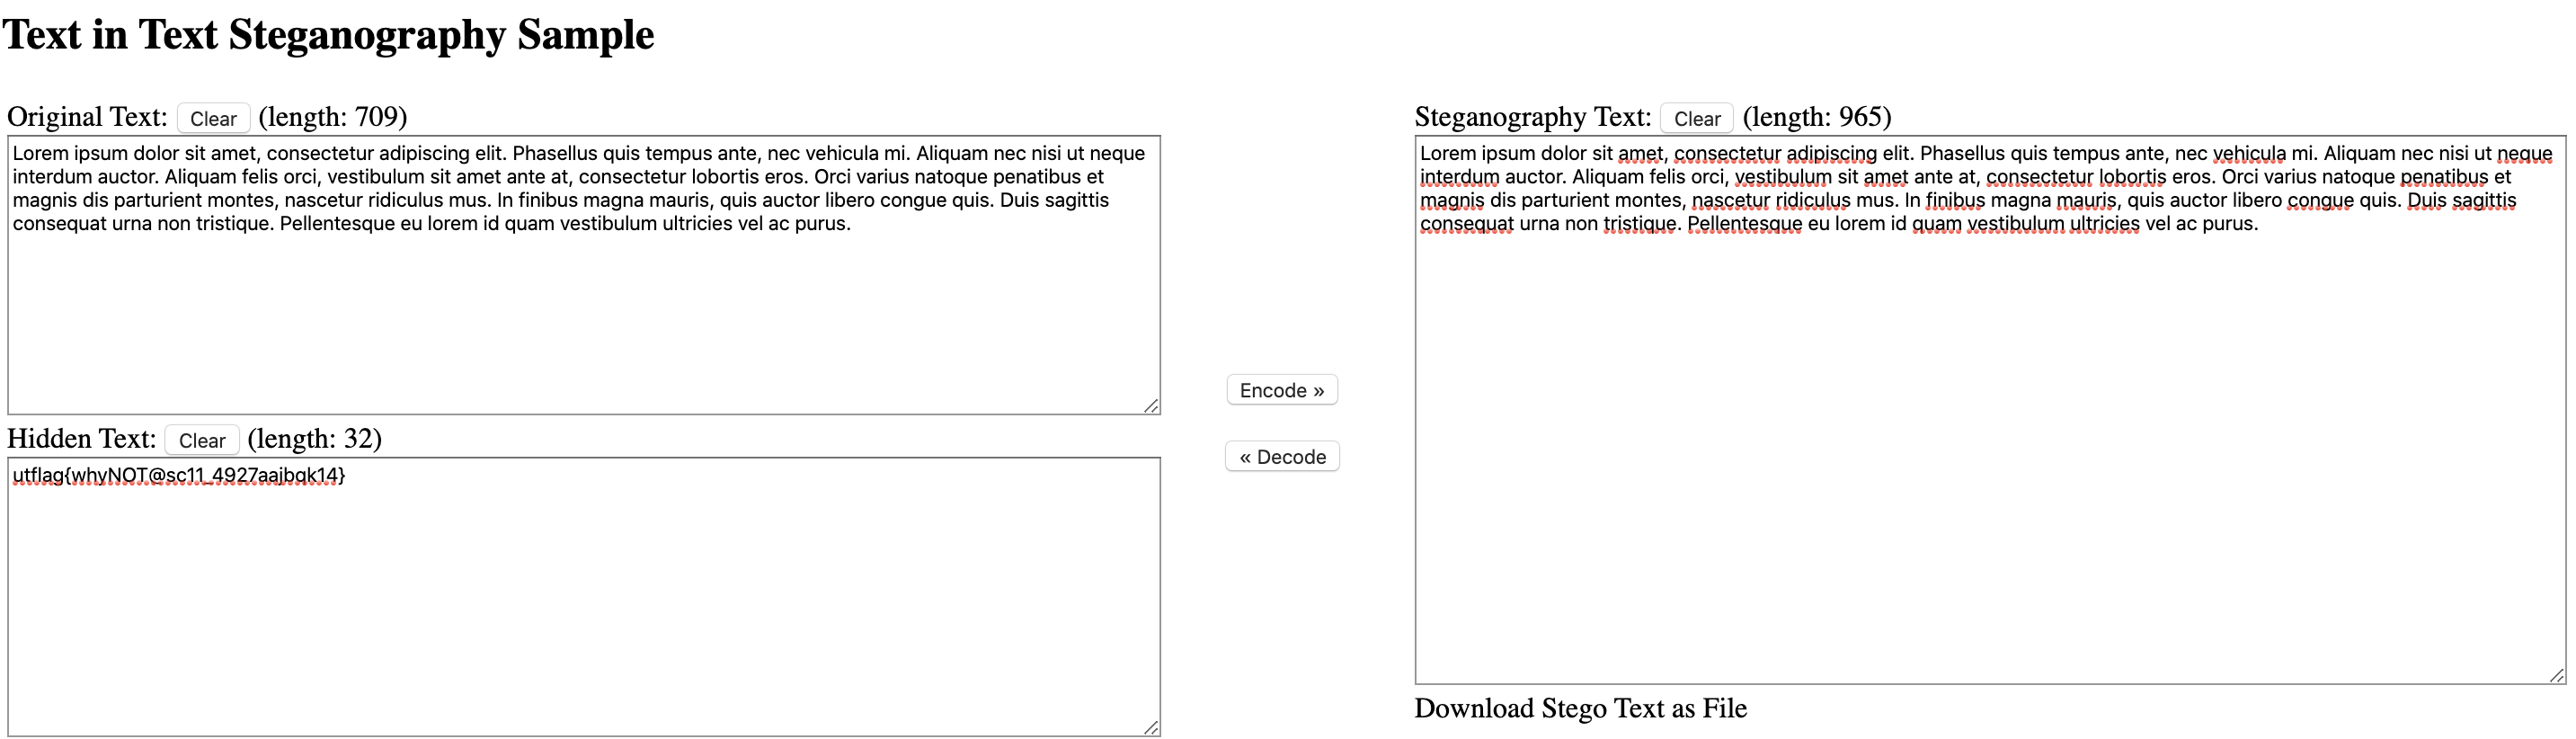 Text in Text Steganography Sample
Original Text: Clear (length: 709)
Lorem ipsum dolor sit amet, consectetur adipiscing elit. Phasellus quis tempus ante, nec vehicula mi. Aliquam nec nisi ut neque
interdum auctor. Aliquam felis orci, vestibulum sit amet ante at, consectetur lobortis eros. Orci varius natoque penatibus et
magnis dis parturient montes, nascetur ridiculus mus. In finibus magna mauris, quis auctor libero congue quis. Duis sagittis
consequat urna non tristique. Pellentesque eu lorem id quam vestibulum ultricies vel ac purus.
Hidden Text: Clear (length: 32)
utflag{whyNOT@sc11_4927aajbqk14}
Encode »
« Decode
Steganography Text: Clear (length: 965)
Lorem ipsum dolor sit amet, consectetur adipiscing elit. Phasellus quis tempus ante, nec vehicula mi. Aliquam nec nisi ut neque
interdum auctor. Aliquam felis orci, vestibulum sit amet ante at, consectetur lobortis eros. Orci varius natoque penatibus et
magnis dis parturient montes, nascetur ridiculus mus. In finibus magna mauris, quis auctor libero congue quis. Duis sagittis
consequat urna non tristique. Pellentesque eu lorem id quam vestibulum ultricies vel ac purus.
Download Stego Text as File